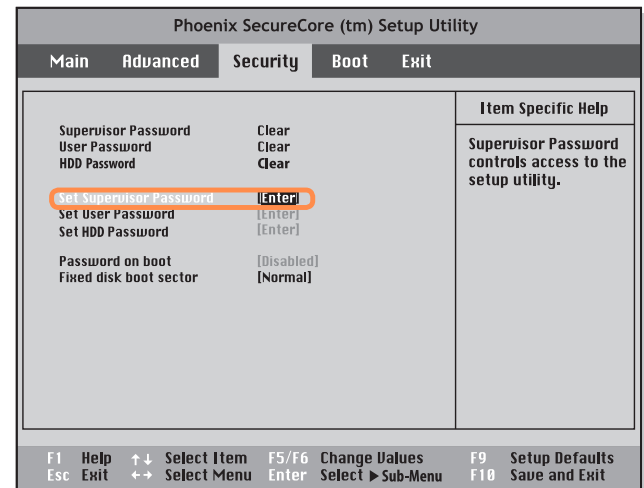 Phoenix SecureCore (tm) Setup Utility
Main Advanced Security Boot Exit
Item Specific Help
Supervisor Password Clear
User Password Clear
HDD Password Clear
Set Supervisor Password [Enter]
Set User Password [Enter]
Set HDD Password [Enter]
Password on boot [Disabled]
Fixed disk boot sector [Normal]
Supervisor Password
controls access to the
setup utility.
F1 Help ↑↓ Select Item F5/F6 Change Values F9 Setup Defaults
Esc Exit ←→ Select Menu Enter Select ▶ Sub-Menu F10 Save and Exit